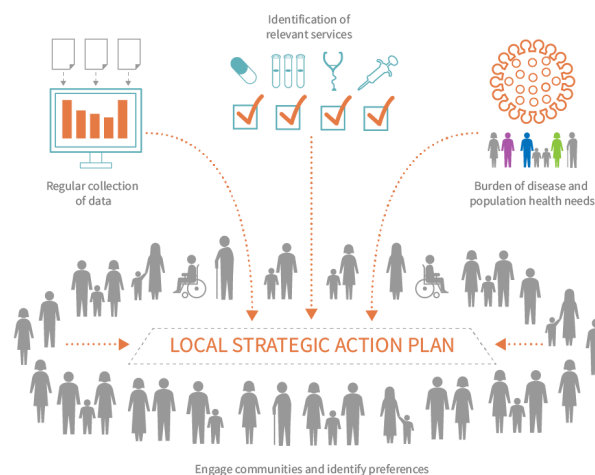 Identification of
relevant services
Regular collection
of data
Burden of disease and
population health needs
LOCAL STRATEGIC ACTION PLAN
Engage communities and identify preferences